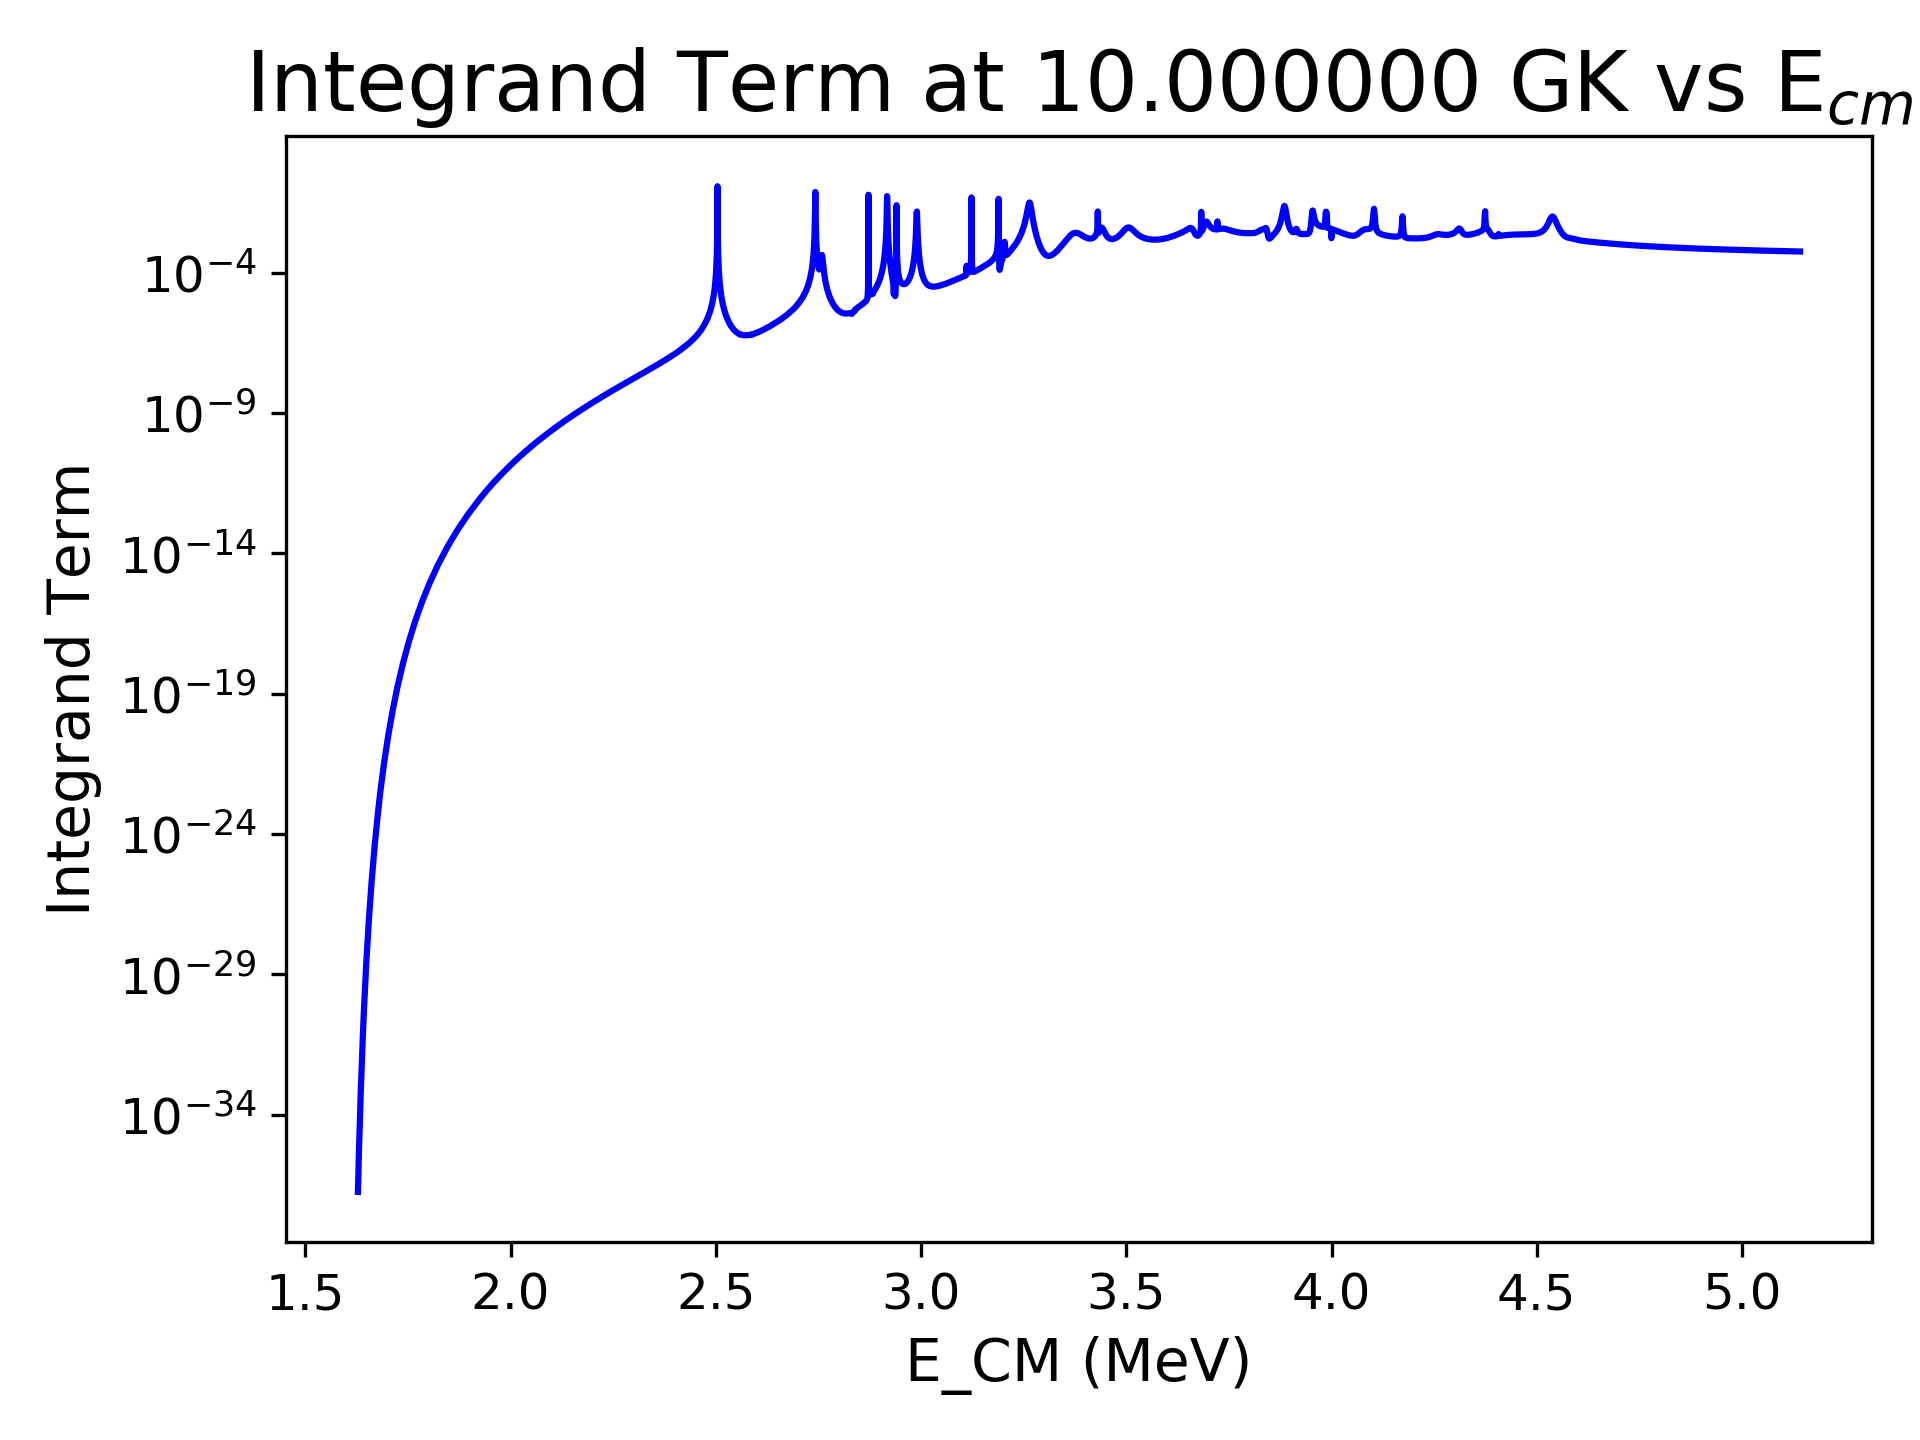 Integrand Term at 10.000000 GK vs E_{cm}
Integrand Term
10^{-4}
10^{-9}
10^{-14}
10^{-19}
10^{-24}
10^{-29}
10^{-34}
1.5 2.0 2.5 3.0 3.5 4.0 4.5 5.0
E_CM (MeV)